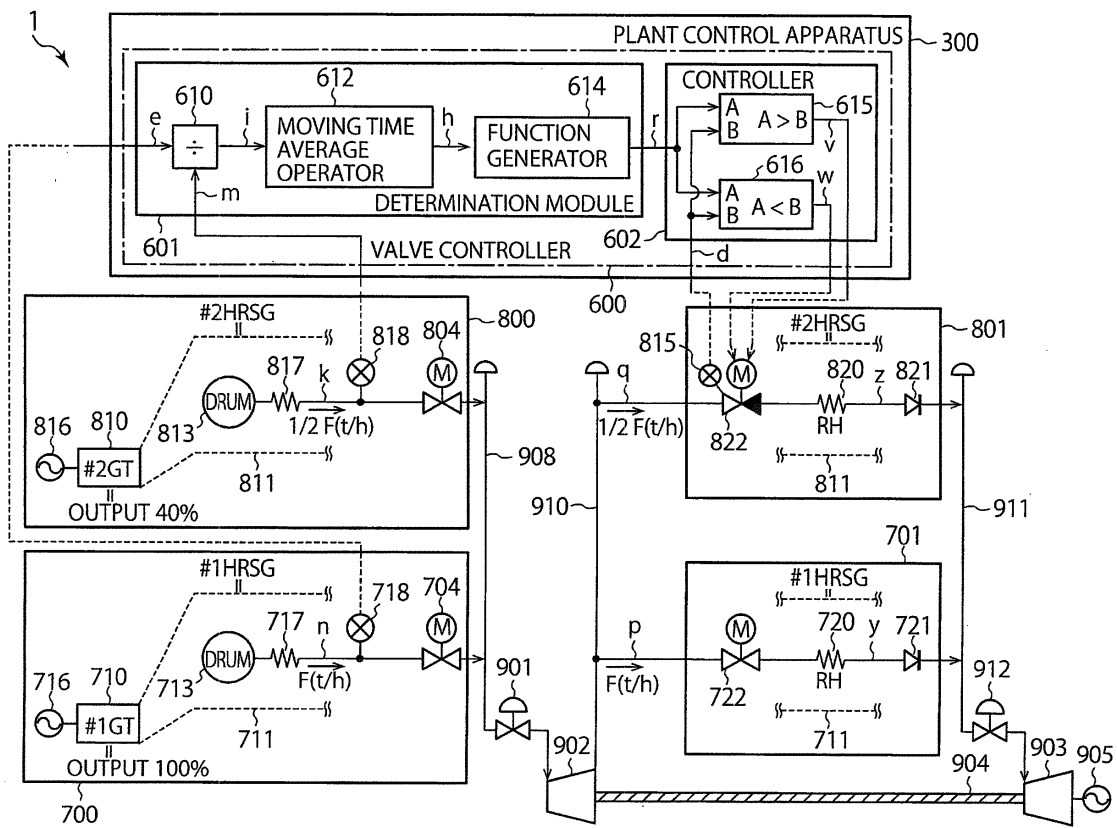 1
PLANT CONTROL APPARATUS
300
612
614
CONTROLLER
610
615
e
i
MOVING TIME
AVERAGE
OPERATOR
h
FUNCTION
GENERATOR
r
A
B
A > B
v
÷
616
w
m
A
B
A < B
DETERMINATION MODULE
601
VALVE CONTROLLER
602
d
600
#2HRSG
800
804
818
M
817
k
DRUM
813
1/2 F(t/h)
816
810
#2GT
811
OUTPUT 40%
908
#2HRSG
801
815
M
820
821
q
z
1/2 F(t/h)
822
RH
811
910
911
#1HRSG
704
718
M
717
n
DRUM
713
F(t/h)
716
710
#1GT
711
OUTPUT 100%
700
701
#1HRSG
M
720
721
p
y
F(t/h)
722
RH
711
901
902
912
903
904
905